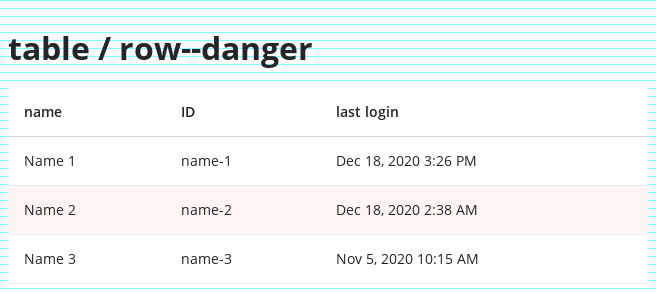 table / row--danger
name ID last login
Name 1 name-1 Dec 18, 2020 3:26 PM
Name 2 name-2 Dec 18, 2020 2:38 AM
Name 3 name-3 Nov 5, 2020 10:15 AM